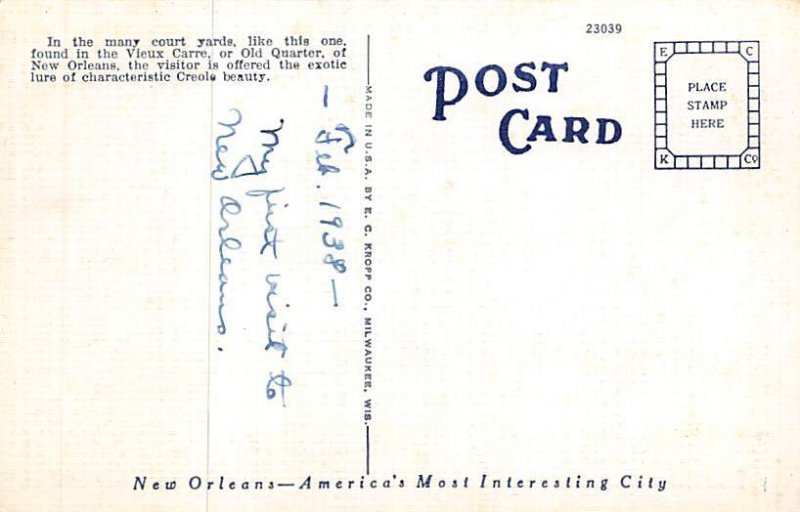 23039
In the many court yards, like this one,
found in the Vieux Carre, or Old Quarter, of
New Orleans, the visitor is offered the exotic
lure of characteristic Creole beauty.
POST
CARD
E C
PLACE
STAMP
HERE
K Co
MADE IN U.S.A. BY E. C. KROPP CO., MILWAUKEE, WIS.
— Feb. 1938 —
My first visit to
New Orleans.
New Orleans—America's Most Interesting City